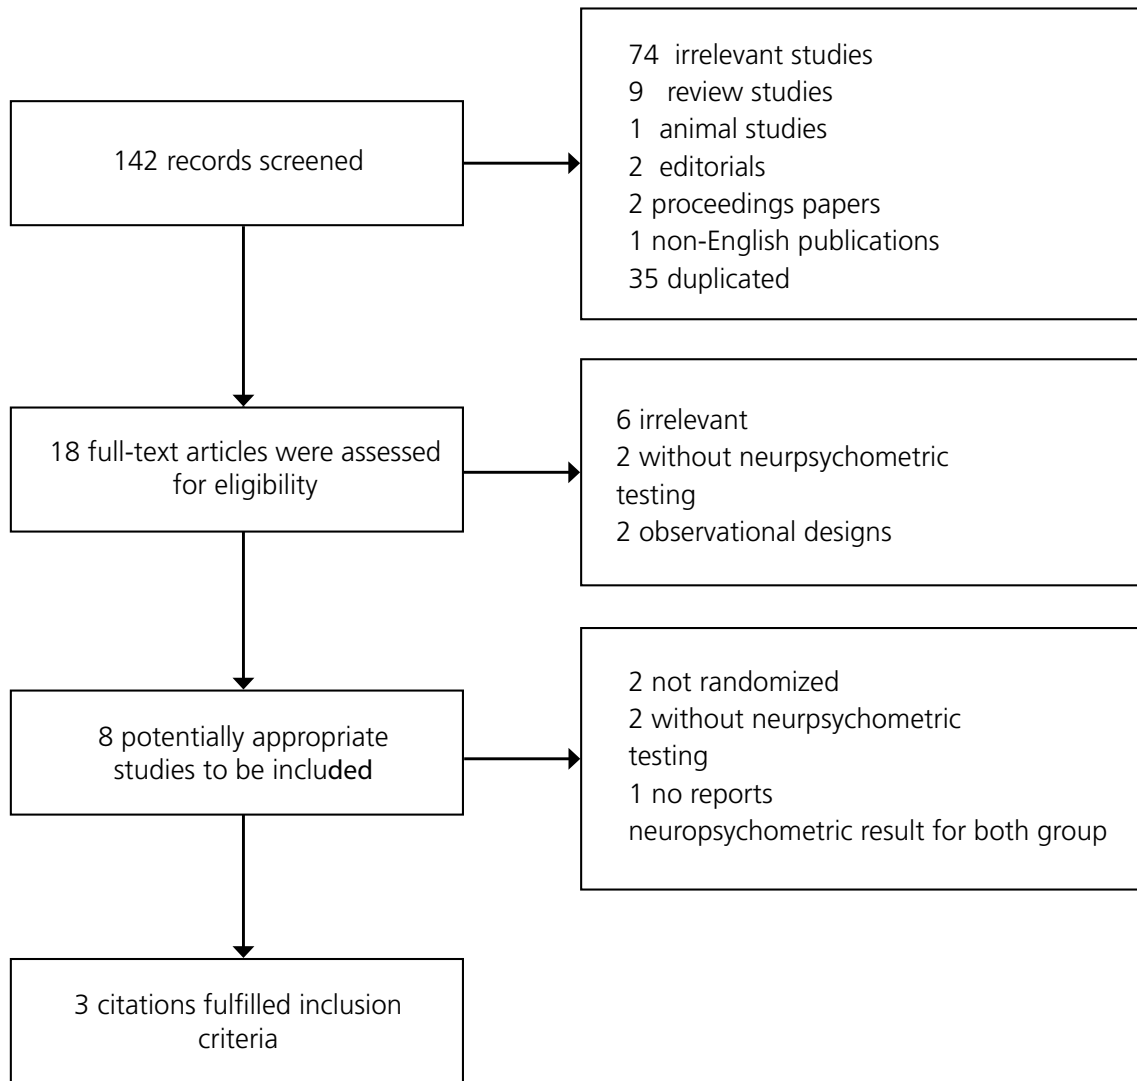 142 records screened
74 irrelevant studies
9 review studies
1 animal studies
2 editorials
2 proceedings papers
1 non-English publications
35 duplicated
18 full-text articles were assessed
for eligibility
6 irrelevant
2 without neurpsychometric
testing
2 observational designs
8 potentially appropriate
studies to be included
2 not randomized
2 without neurpsychometric
testing
1 no reports
neuropsychometric result for both group
3 citations fulfilled inclusion
criteria